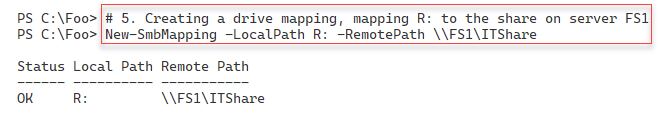 PS C:\Foo> # 5. Creating a drive mapping, mapping R: to the share on server FS1
PS C:\Foo> New-SmbMapping -LocalPath R: -RemotePath \\FS1\ITShare
Status Local Path Remote Path
------ ---------- -----------
OK     R:         \\FS1\ITShare